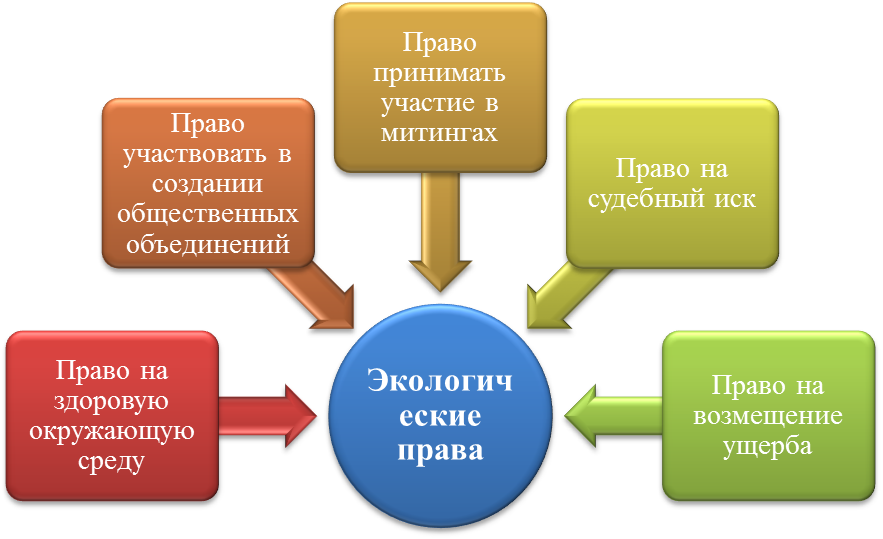 Право
принимать
участие в
митингах
Право
участвовать в
создании
общественных
объединений
Право на
судебный иск
Право на
здоровую
окружающую
среду
Экологич
еские
права
Право на
возмещение
ущерба